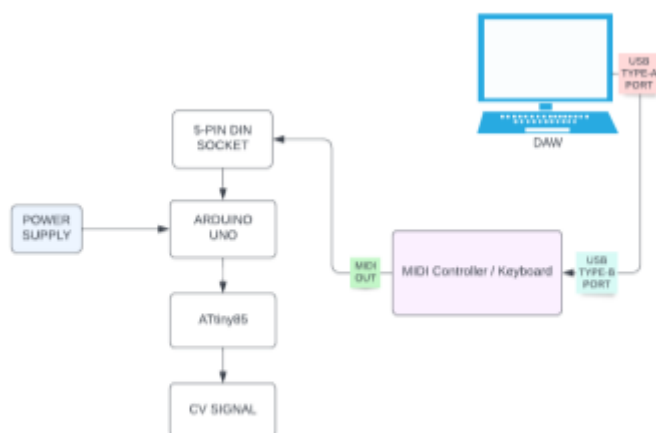 USB
TYPE-A
PORT
DAW
5-PIN DIN
SOCKET
POWER
SUPPLY
ARDUINO
UNO
MIDI
OUT
MIDI Controller / Keyboard
USB
TYPE-B
PORT
ATtiny85
CV SIGNAL